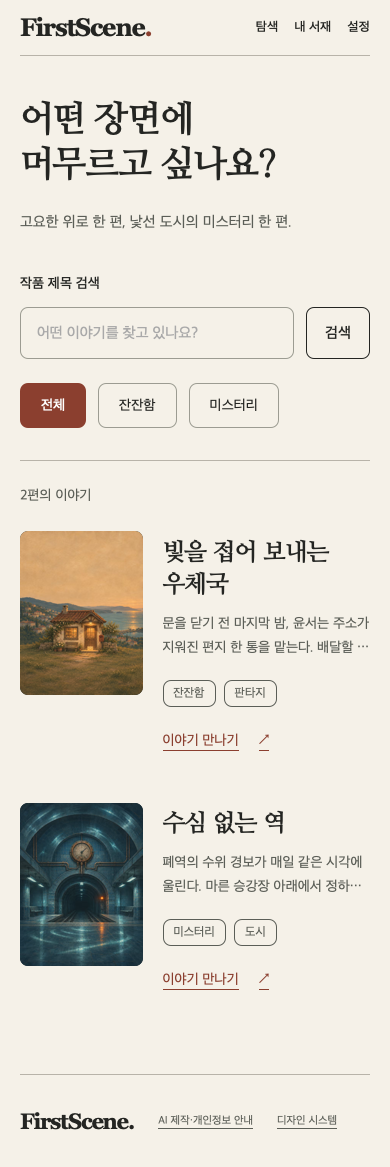 FirstScene.
탐색 내 서재 설정
어떤 장면에
머무르고 싶나요?
고요한 위로 한 편, 낯선 도시의 미스터리 한 편.
작품 제목 검색
어떤 이야기를 찾고 있나요?
검색
전체 잔잔함 미스터리
2편의 이야기
빛을 접어 보내는
우체국
문을 닫기 전 마지막 밤, 윤서는 주소가
지워진 편지 한 통을 맡는다. 배달할 …
잔잔함 판타지
이야기 만나기 ↗
수심 없는 역
폐역의 수위 경보가 매일 같은 시각에
울린다. 마른 승강장 아래에서 정하…
미스터리 도시
이야기 만나기 ↗
FirstScene. AI 제작·개인정보 안내 디자인 시스템